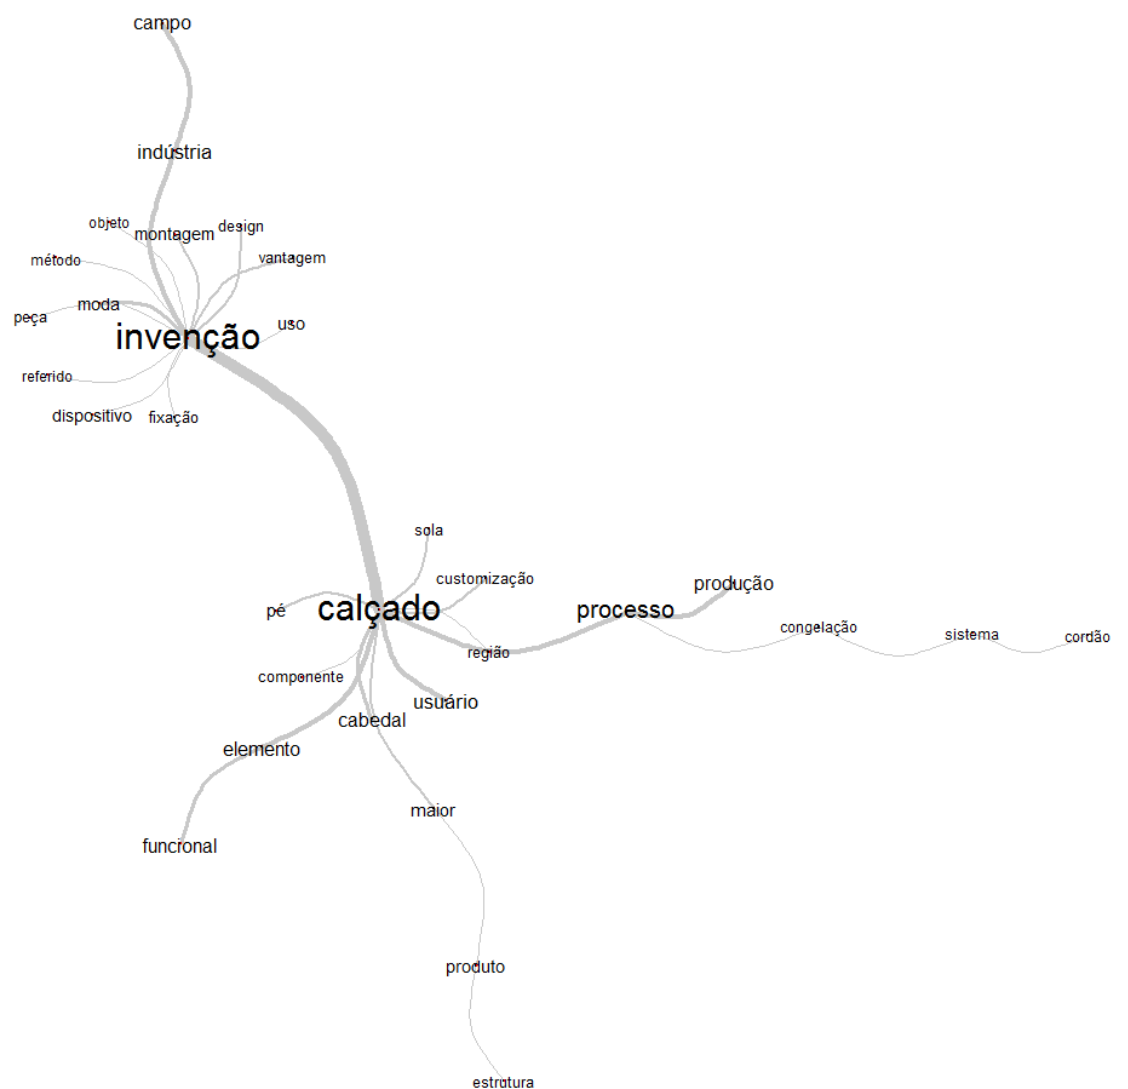 campo
indústria
objeto
montagem
design
método
vantagem
moda
peça
uso
invenção
referido
dispositivo
fixação
sola
customização
produção
pé
calçado
processo
congelação
sistema
cordão
região
componente
usuário
cabedal
elemento
maior
funcional
produto
estrutura